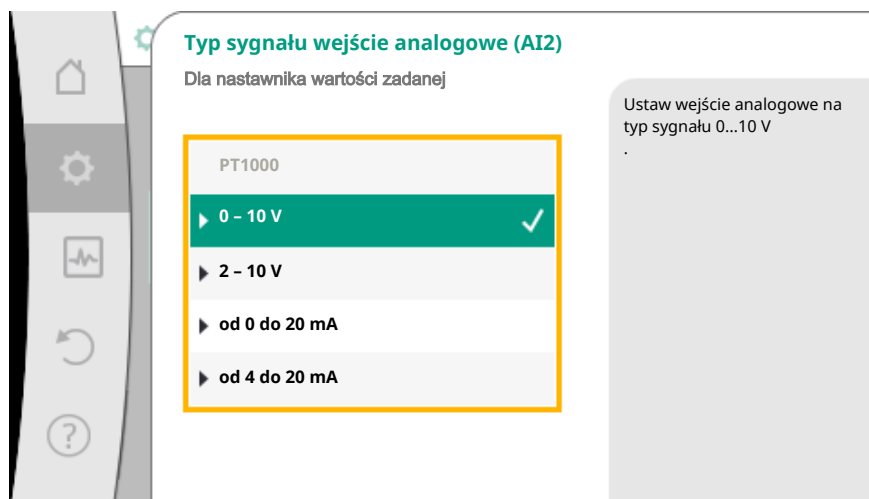 Typ sygnału wejście analogowe (AI2)
Dla nastawnika wartości zadanej
Ustaw wejście analogowe na
typ sygnału 0...10 V
.
PT1000
0 – 10 V
2 – 10 V
od 0 do 20 mA
od 4 do 20 mA
?